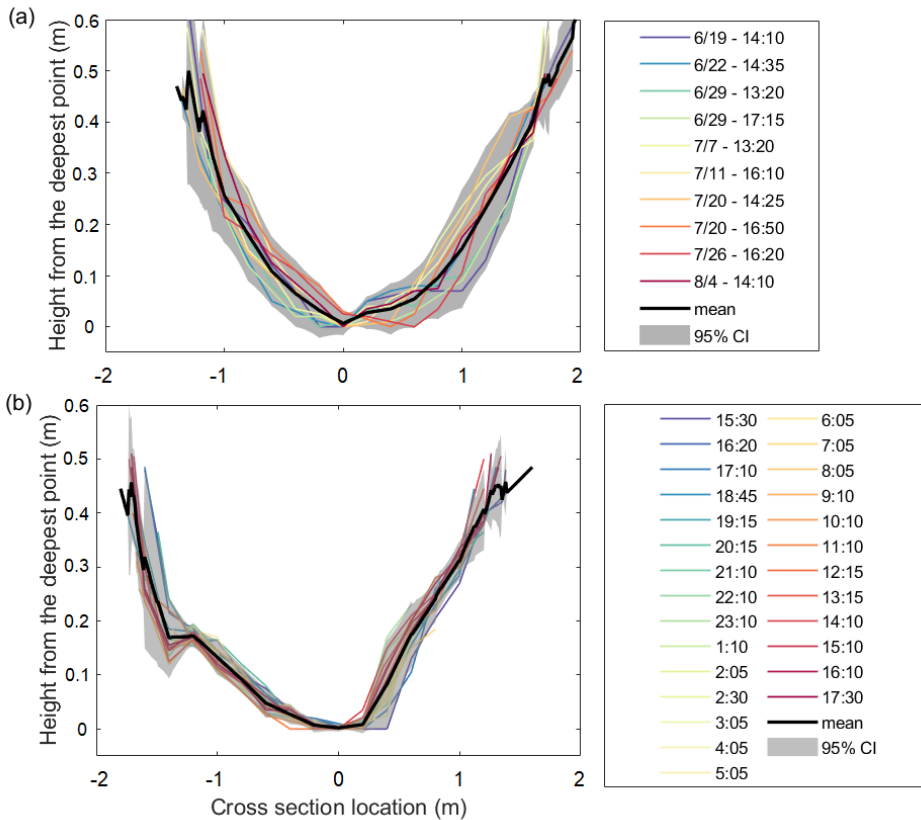 (a)
Height from the deepest point (m)
0.6
0.5
0.4
0.3
0.2
0.1
0
-2
-1
0
1
2
6/19 - 14:10
6/22 - 14:35
6/29 - 13:20
6/29 - 17:15
7/7 - 13:20
7/11 - 16:10
7/20 - 14:25
7/20 - 16:50
7/26 - 16:20
8/4 - 14:10
mean
95% CI
(b)
Height from the deepest point (m)
0.6
0.5
0.4
0.3
0.2
0.1
0
-2
-1
0
1
2
Cross section location (m)
15:30
16:20
17:10
18:45
19:15
20:15
21:10
22:10
23:10
1:10
2:05
2:30
3:05
4:05
5:05
6:05
7:05
8:05
9:10
10:10
11:10
12:15
13:15
14:10
15:10
16:10
17:30
mean
95% CI